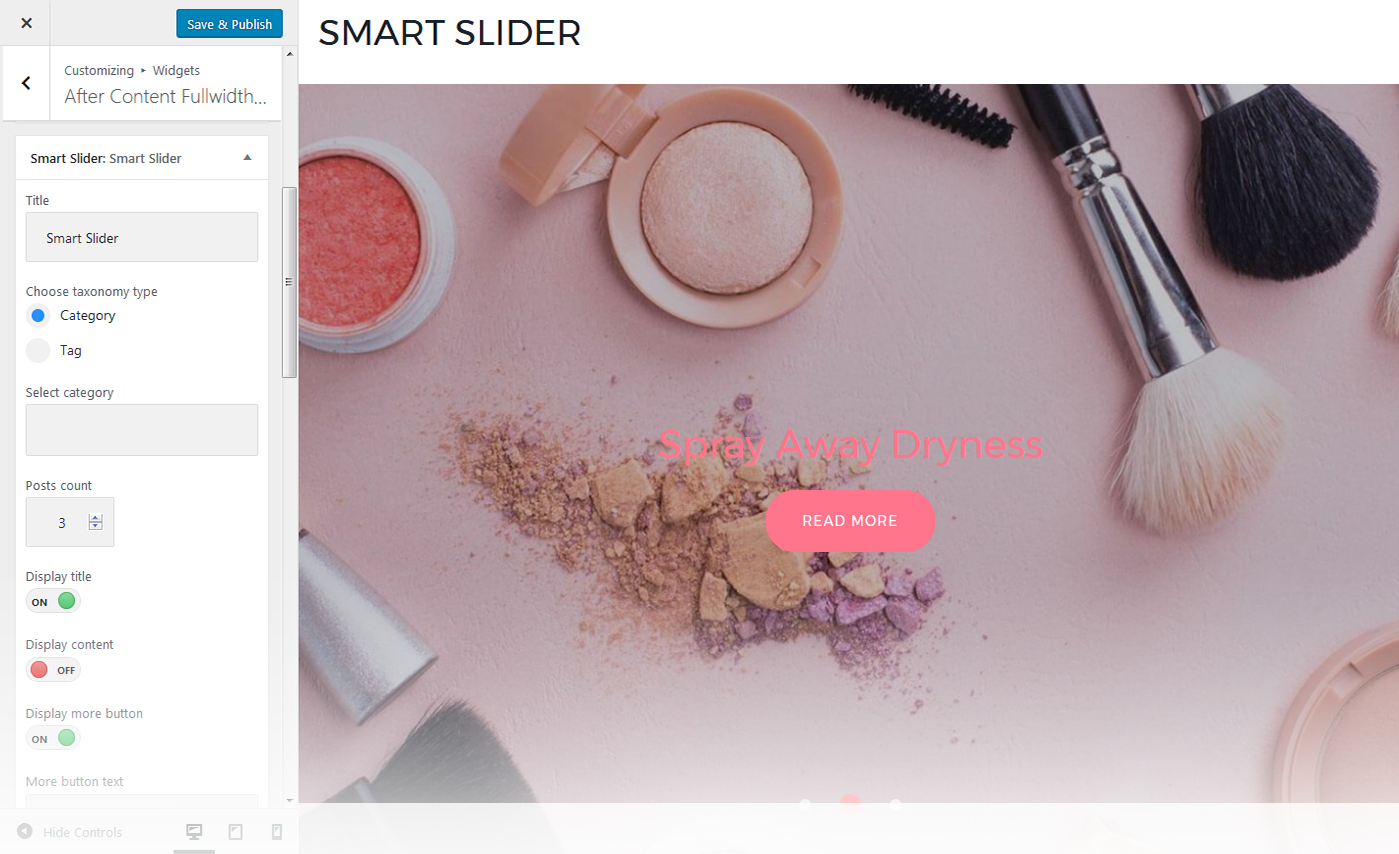 Save & Publish
Customizing ▸ Widgets
After Content Fullwidth...
Smart Slider: Smart Slider
Title
Smart Slider
Choose taxonomy type
Category
Tag
Select category
Posts count
3
Display title
ON
Display content
OFF
Display more button
ON
More button text
Hide Controls
SMART SLIDER
Spray Away Dryness
READ MORE